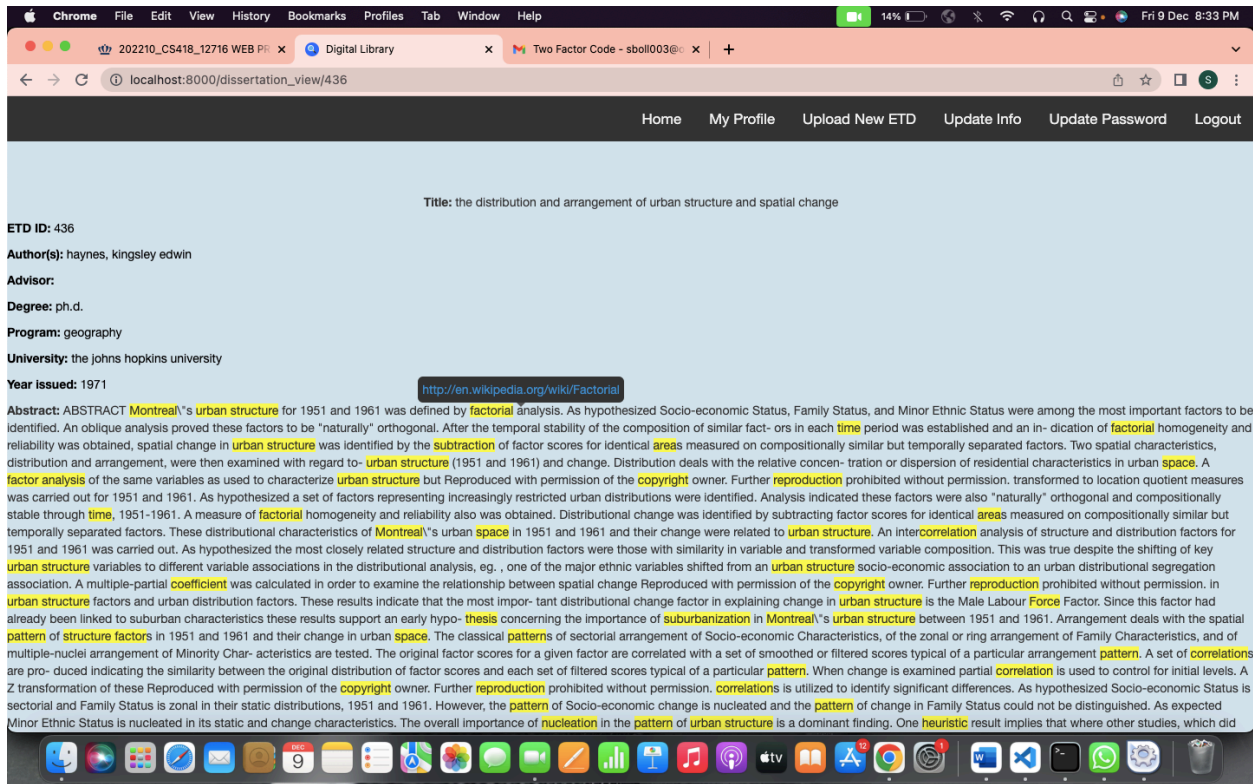 Chrome File Edit View History Bookmarks Profiles Tab Window Help 14% Fri 9 Dec 8:33 PM
202210_CS418_12716 WEB PR Digital Library Two Factor Code - sboll003@o
localhost:8000/dissertation_view/436 S
Home My Profile Upload New ETD Update Info Update Password Logout
Title: the distribution and arrangement of urban structure and spatial change
ETD ID: 436
Author(s): haynes, kingsley edwin
Advisor:
Degree: ph.d.
Program: geography
University: the johns hopkins university
Year issued: 1971
http://en.wikipedia.org/wiki/Factorial
Abstract: ABSTRACT Montreal\"s urban structure for 1951 and 1961 was defined by factorial analysis. As hypothesized Socio-economic Status, Family Status, and Minor Ethnic Status were among the most important factors to be
identified. An oblique analysis proved these factors to be "naturally" orthogonal. After the temporal stability of the composition of similar fact- ors in each time period was established and an in- dication of factorial homogeneity and
reliability was obtained, spatial change in urban structure was identified by the subtraction of factor scores for identical areas measured on compositionally similar but temporally separated factors. Two spatial characteristics,
distribution and arrangement, were then examined with regard to- urban structure (1951 and 1961) and change. Distribution deals with the relative concen- tration or dispersion of residential characteristics in urban space. A
factor analysis of the same variables as used to characterize urban structure but Reproduced with permission of the copyright owner. Further reproduction prohibited without permission. transformed to location quotient measures
was carried out for 1951 and 1961. As hypothesized a set of factors representing increasingly restricted urban distributions were identified. Analysis indicated these factors were also "naturally" orthogonal and compositionally
stable through time, 1951-1961. A measure of factorial homogeneity and reliability also was obtained. Distributional change was identified by subtracting factor scores for identical areas measured on compositionally similar but
temporally separated factors. These distributional characteristics of Montreal\"s urban space in 1951 and 1961 and their change were related to urban structure. An intercorrelation analysis of structure and distribution factors for
1951 and 1961 was carried out. As hypothesized the most closely related structure and distribution factors were those with similarity in variable and transformed variable composition. This was true despite the shifting of key
urban structure variables to different variable associations in the distributional analysis, eg. , one of the major ethnic variables shifted from an urban structure socio-economic association to an urban distributional segregation
association. A multiple-partial coefficient was calculated in order to examine the relationship between spatial change Reproduced with permission of the copyright owner. Further reproduction prohibited without permission. in
urban structure factors and urban distribution factors. These results indicate that the most impor- tant distributional change factor in explaining change in urban structure is the Male Labour Force Factor. Since this factor had
already been linked to suburban characteristics these results support an early hypo- thesis concerning the importance of suburbanization in Montreal\"s urban structure between 1951 and 1961. Arrangement deals with the spatial
pattern of structure factors in 1951 and 1961 and their change in urban space. The classical patterns of sectorial arrangement of Socio-economic Characteristics, of the zonal or ring arrangement of Family Characteristics, and of
multiple-nuclei arrangement of Minority Char- acteristics are tested. The original factor scores for a given factor are correlated with a set of smoothed or filtered scores typical of a particular arrangement pattern. A set of correlations
are pro- duced indicating the similarity between the original distribution of factor scores and each set of filtered scores typical of a particular pattern. When change is examined partial correlation is used to control for initial levels. A
Z transformation of these Reproduced with permission of the copyright owner. Further reproduction prohibited without permission. correlations is utilized to identify significant differences. As hypothesized Socio-economic Status is
sectorial and Family Status is zonal in their static distributions, 1951 and 1961. However, the pattern of Socio-economic change is nucleated and the pattern of change in Family Status could not be distinguished. As expected
Minor Ethnic Status is nucleated in its static and change characteristics. The overall importance of nucleation in the pattern of urban structure is a dominant finding. One heuristic result implies that where other studies, which did
DEC
9
tv
12
1